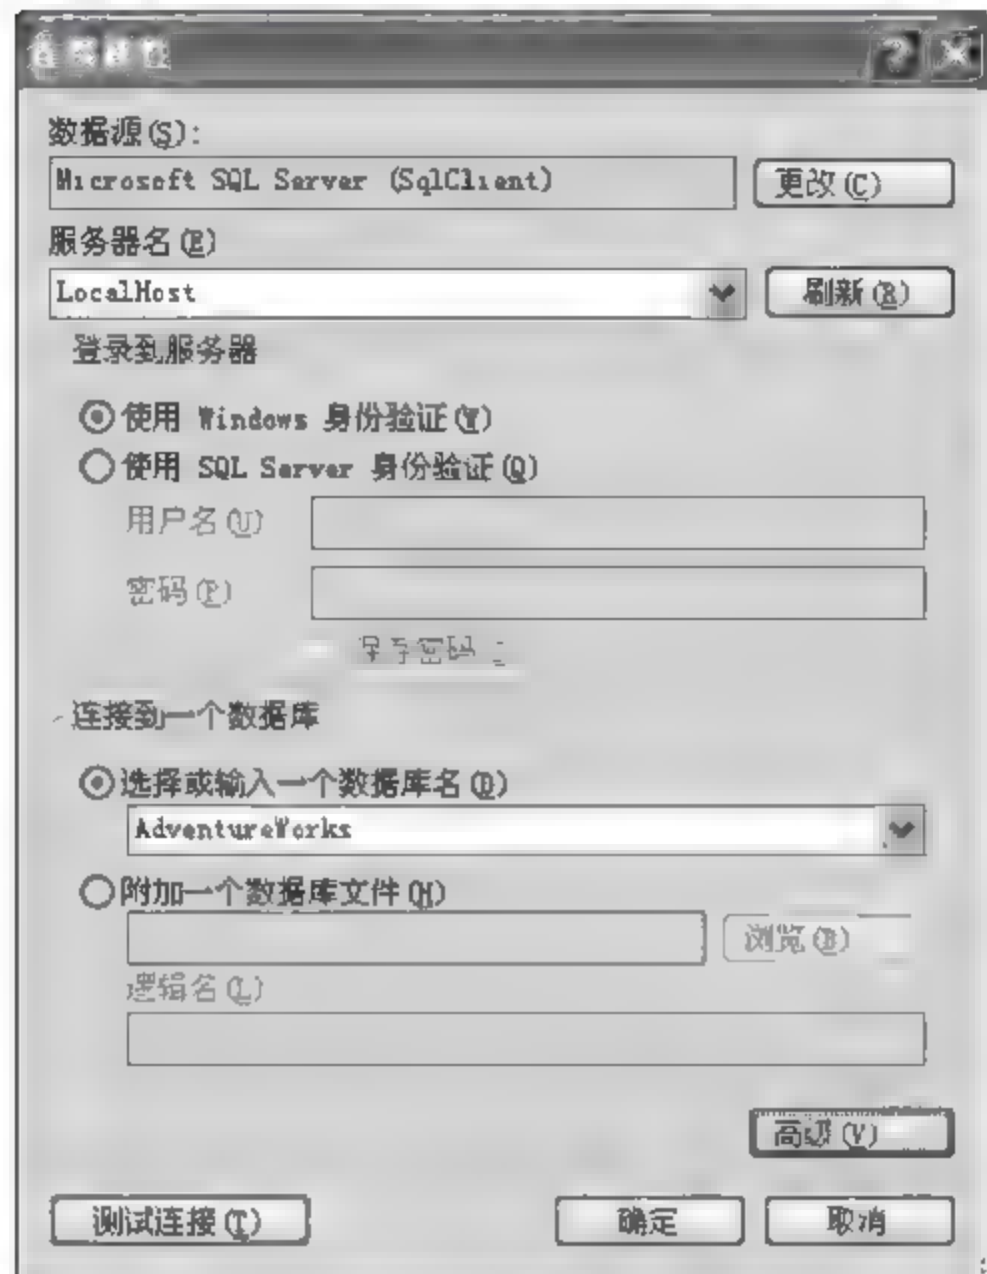 数据源(S):
Microsoft SQL Server (SqlClient)
更改(C)
服务器名(E)
LocalHost
刷新(R)
登录到服务器
使用 Windows 身份验证(W)
使用 SQL Server 身份验证(Q)
用户名(U)
密码(P)
连接到一个数据库
选择或输入一个数据库名(D)
AdventureWorks
附加一个数据库文件(H)
浏览(B)
逻辑名(L)
高级(V)
测试连接(T)
确定
取消